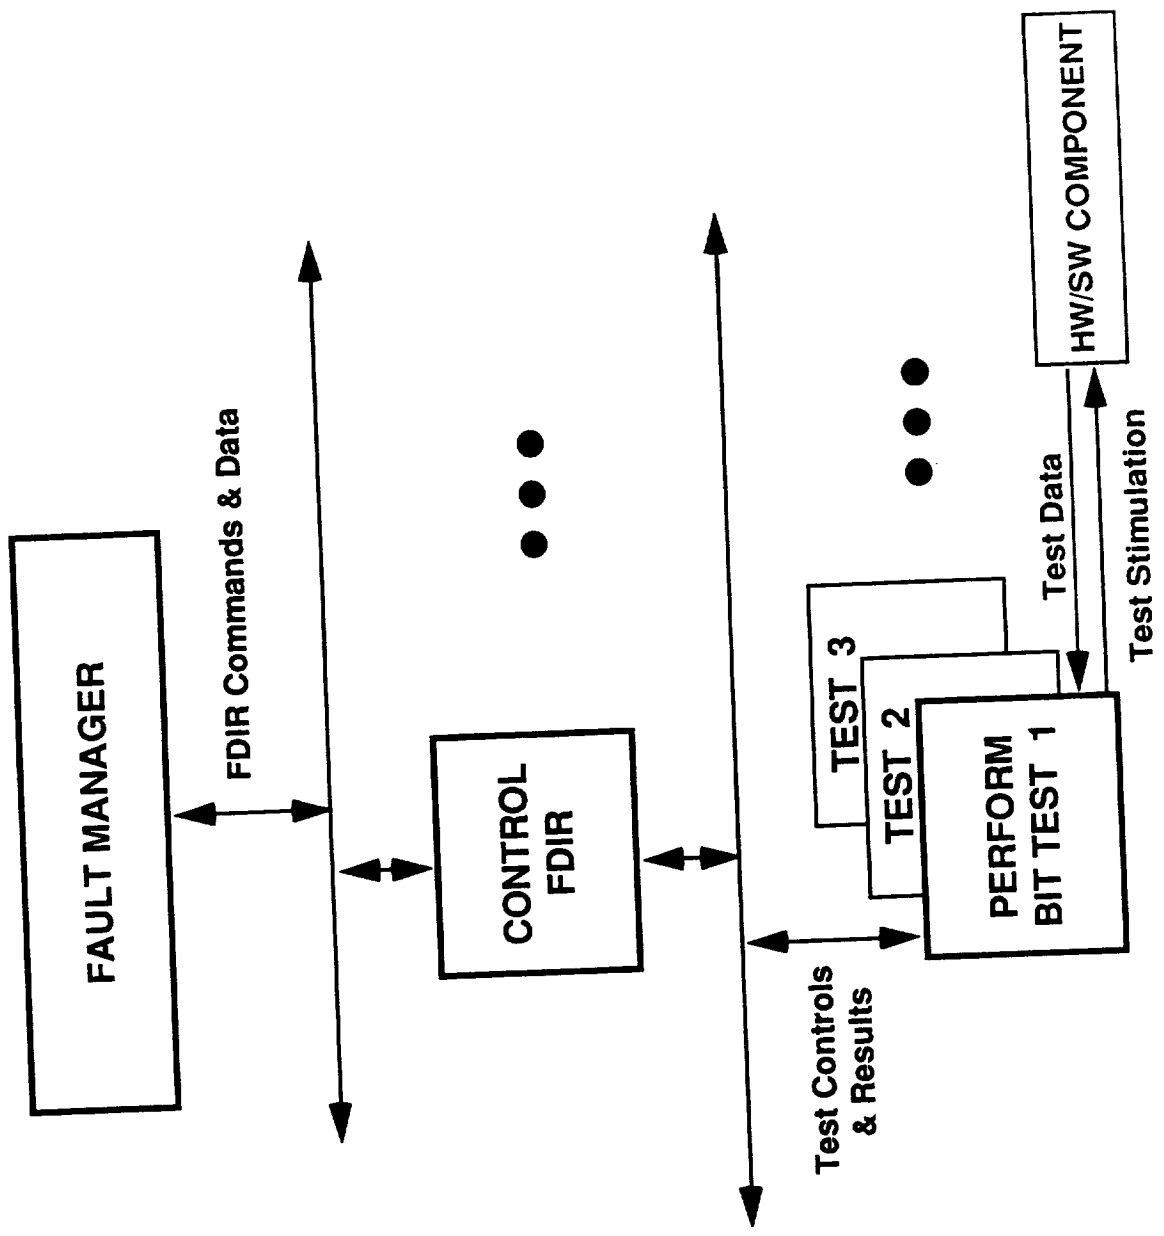 FAULT MANAGER
FDIR Commands & Data
CONTROL
FDIR
Test Controls
& Results
TEST 3
TEST 2
PERFORM
BIT TEST 1
Test Data
Test Stimulation
HW/SW COMPONENT